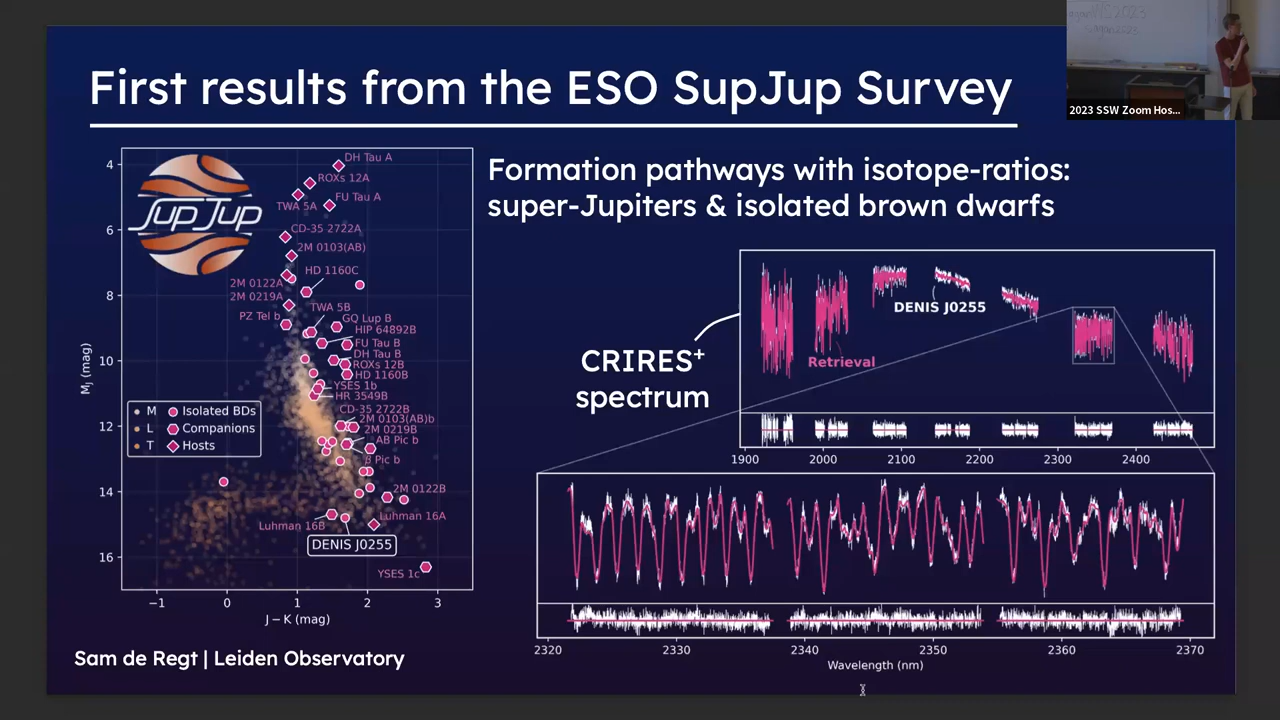 First results from the ESO SupJup Survey
2023 SSW Zoom Hos...
SupJup
Formation pathways with isotope-ratios:
super-Jupiters & isolated brown dwarfs
DH Tau A
ROXs 12A
TWA 5A
FU Tau A
CD-35 2722A
2M 0103(AB)
HD 1160C
2M 0122A
2M 0219A
TWA 5B
PZ Tel b
GQ Lup B
HIP 64892B
FU Tau B
DH Tau B
ROXs 12B
HD 1160B
YSES 1b
HR 3549B
CD-35 2722B
2M 0103(AB)b
2M 0219B
AB Pic b
β Pic b
2M 0122B
Luhman 16A
Luhman 16B
DENIS J0255
YSES 1c
M Isolated BDs
L Companions
T Hosts
4
6
8
10
12
14
16
M_J (mag)
−1 0 1 2 3
J − K (mag)
CRIRES⁺
spectrum
DENIS J0255
Retrieval
1900 2000 2100 2200 2300 2400
2320 2330 2340 2350 2360 2370
Wavelength (nm)
Sam de Regt | Leiden Observatory